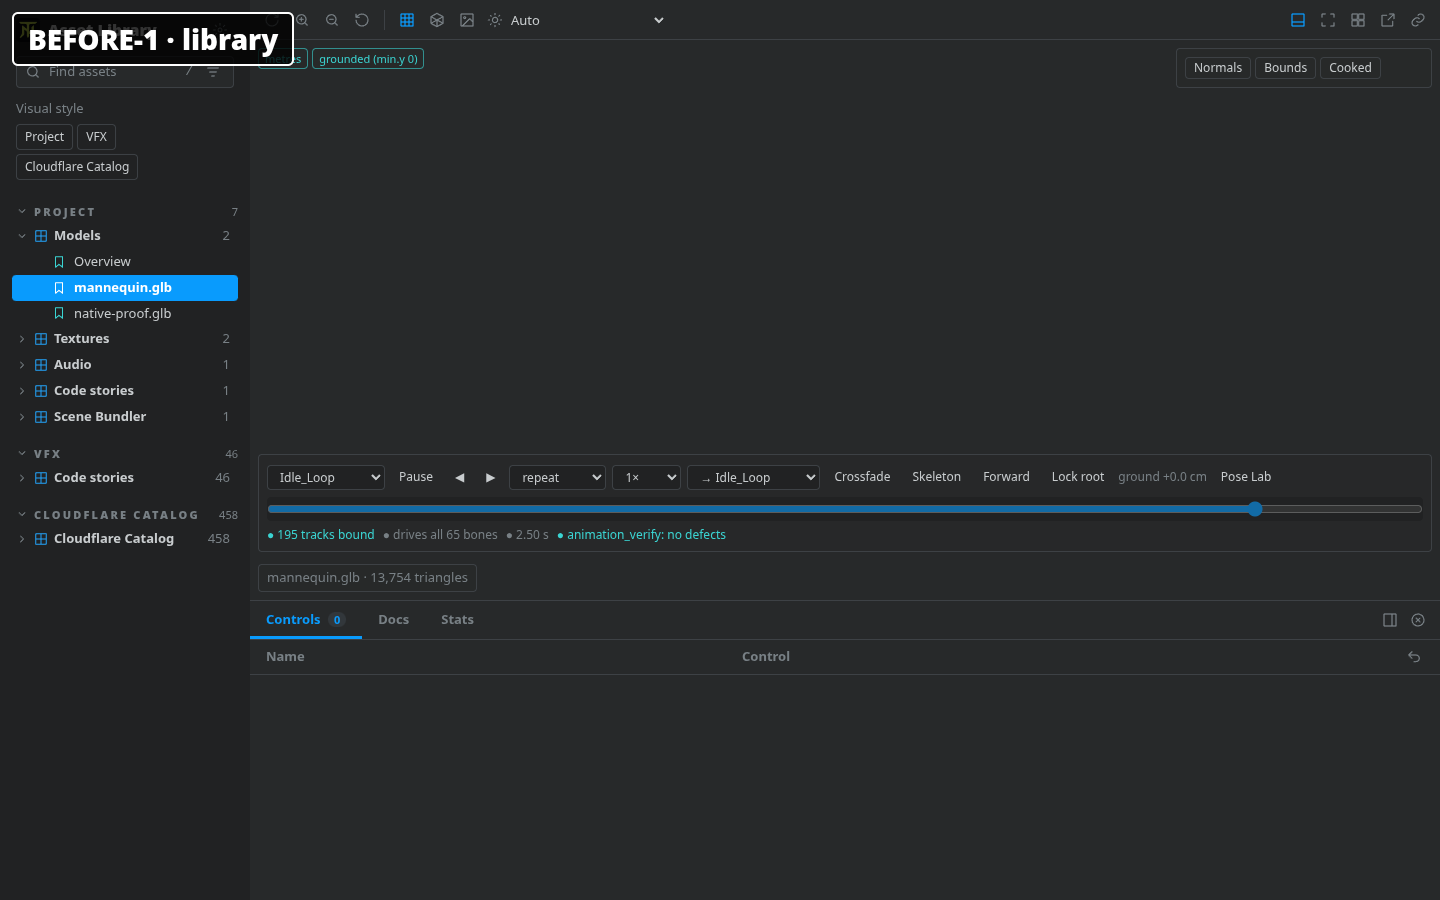 BEFORE-1 · library
Auto
Find assets
/
grounded (min.y 0)
Normals
Bounds
Cooked
Visual style
Project
VFX
Cloudflare Catalog
PROJECT 7
Models 2
Overview
mannequin.glb
native-proof.glb
Textures 2
Audio 1
Code stories 1
Scene Bundler 1
VFX 46
Code stories 46
CLOUDFLARE CATALOG 458
Cloudflare Catalog 458
Idle_Loop Pause ◀ ▶ repeat 1× → Idle_Loop Crossfade Skeleton Forward Lock root ground +0.0 cm Pose Lab
● 195 tracks bound ● drives all 65 bones ● 2.50 s ● animation_verify: no defects
mannequin.glb · 13,754 triangles
Controls 0 Docs Stats
Name Control